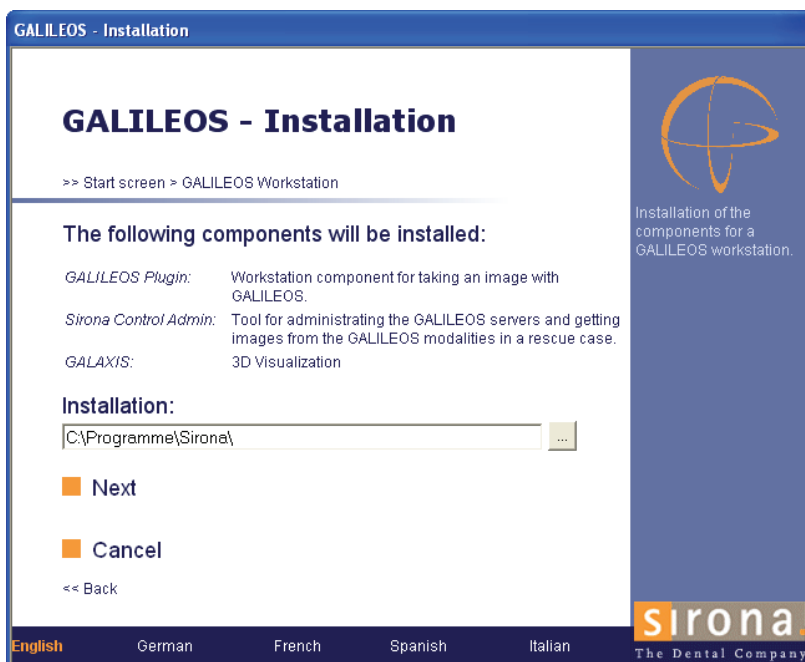 GALILEOS - Installation
GALILEOS - Installation
>> Start screen > GALILEOS Workstation
The following components will be installed:
GALILEOS Plugin: Workstation component for taking an image with
GALILEOS.
Sirona Control Admin: Tool for administrating the GALILEOS servers and getting
images from the GALILEOS modalities in a rescue case.
GALAXIS: 3D Visualization
Installation:
C:\Programme\Sirona\ ...
Next
Cancel
<< Back
Installation of the
components for a
GALILEOS workstation.
English German French Spanish Italian
sirona.
The Dental Company